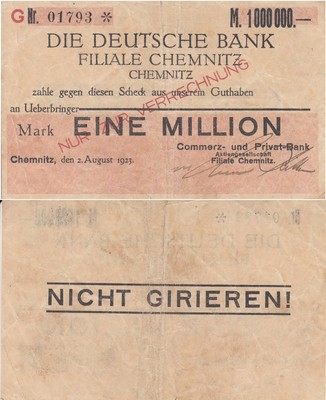 G Nr. 01793 * M. 1000000.—
DIE DEUTSCHE BANK
FILIALE CHEMNITZ
CHEMNITZ
zahle gegen diesen Scheck aus unserem Guthaben
an Ueberbringer
NUR ZUR VERRECHNUNG
Mark EINE MILLION
Commerz- und Privat-Bank
Aktiengesellschaft
Chemnitz, den 2. August 1923. Filiale Chemnitz.
NICHT GIRIEREN!